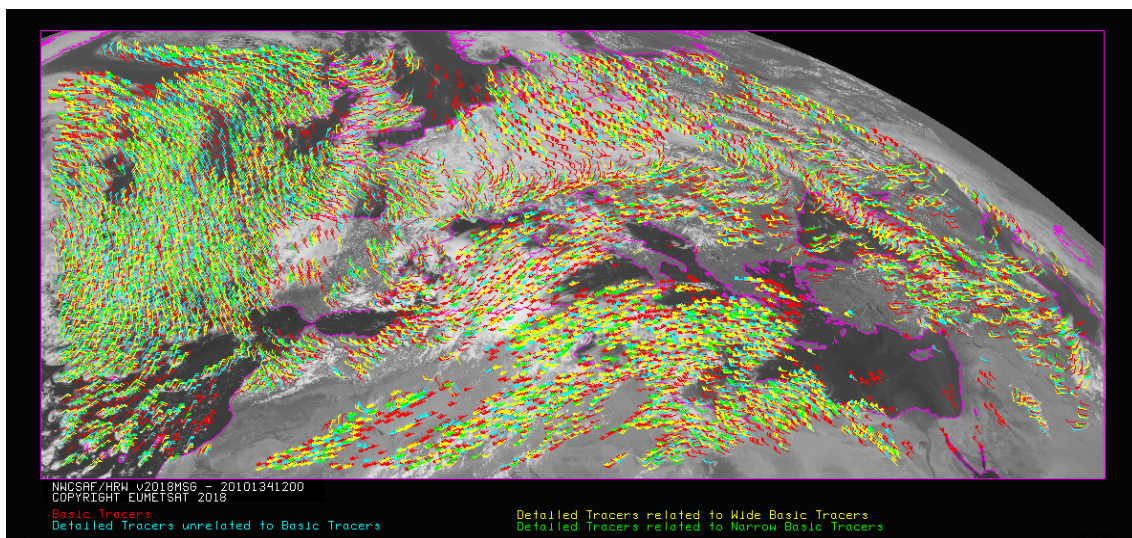 NWCSAF/HRW v2018MSG - 20101341200
COPYRIGHT EUMETSAT 2018
Basic Tracers
Detailed Tracers unrelated to Basic Tracers
Detailed Tracers related to Wide Basic Tracers
Detailed Tracers related to Narrow Basic Tracers